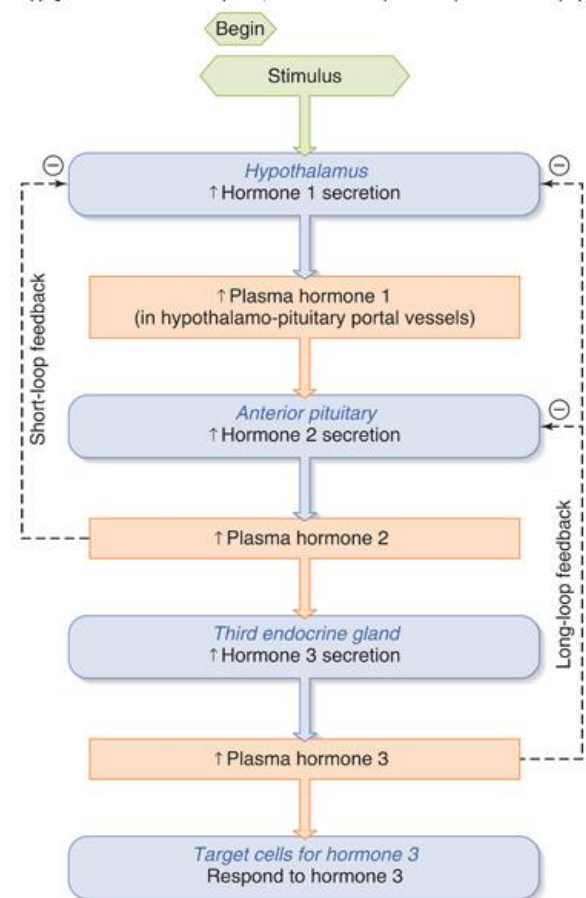 Begin
Stimulus
Hypothalamus
↑Hormone 1 secretion
↑Plasma hormone 1
(in hypothalamo-pituitary portal vessels)
Anterior pituitary
↑Hormone 2 secretion
↑Plasma hormone 2
Third endocrine gland
↑Hormone 3 secretion
↑Plasma hormone 3
Target cells for hormone 3
Respond to hormone 3
Short-loop feedback
Long-loop feedback